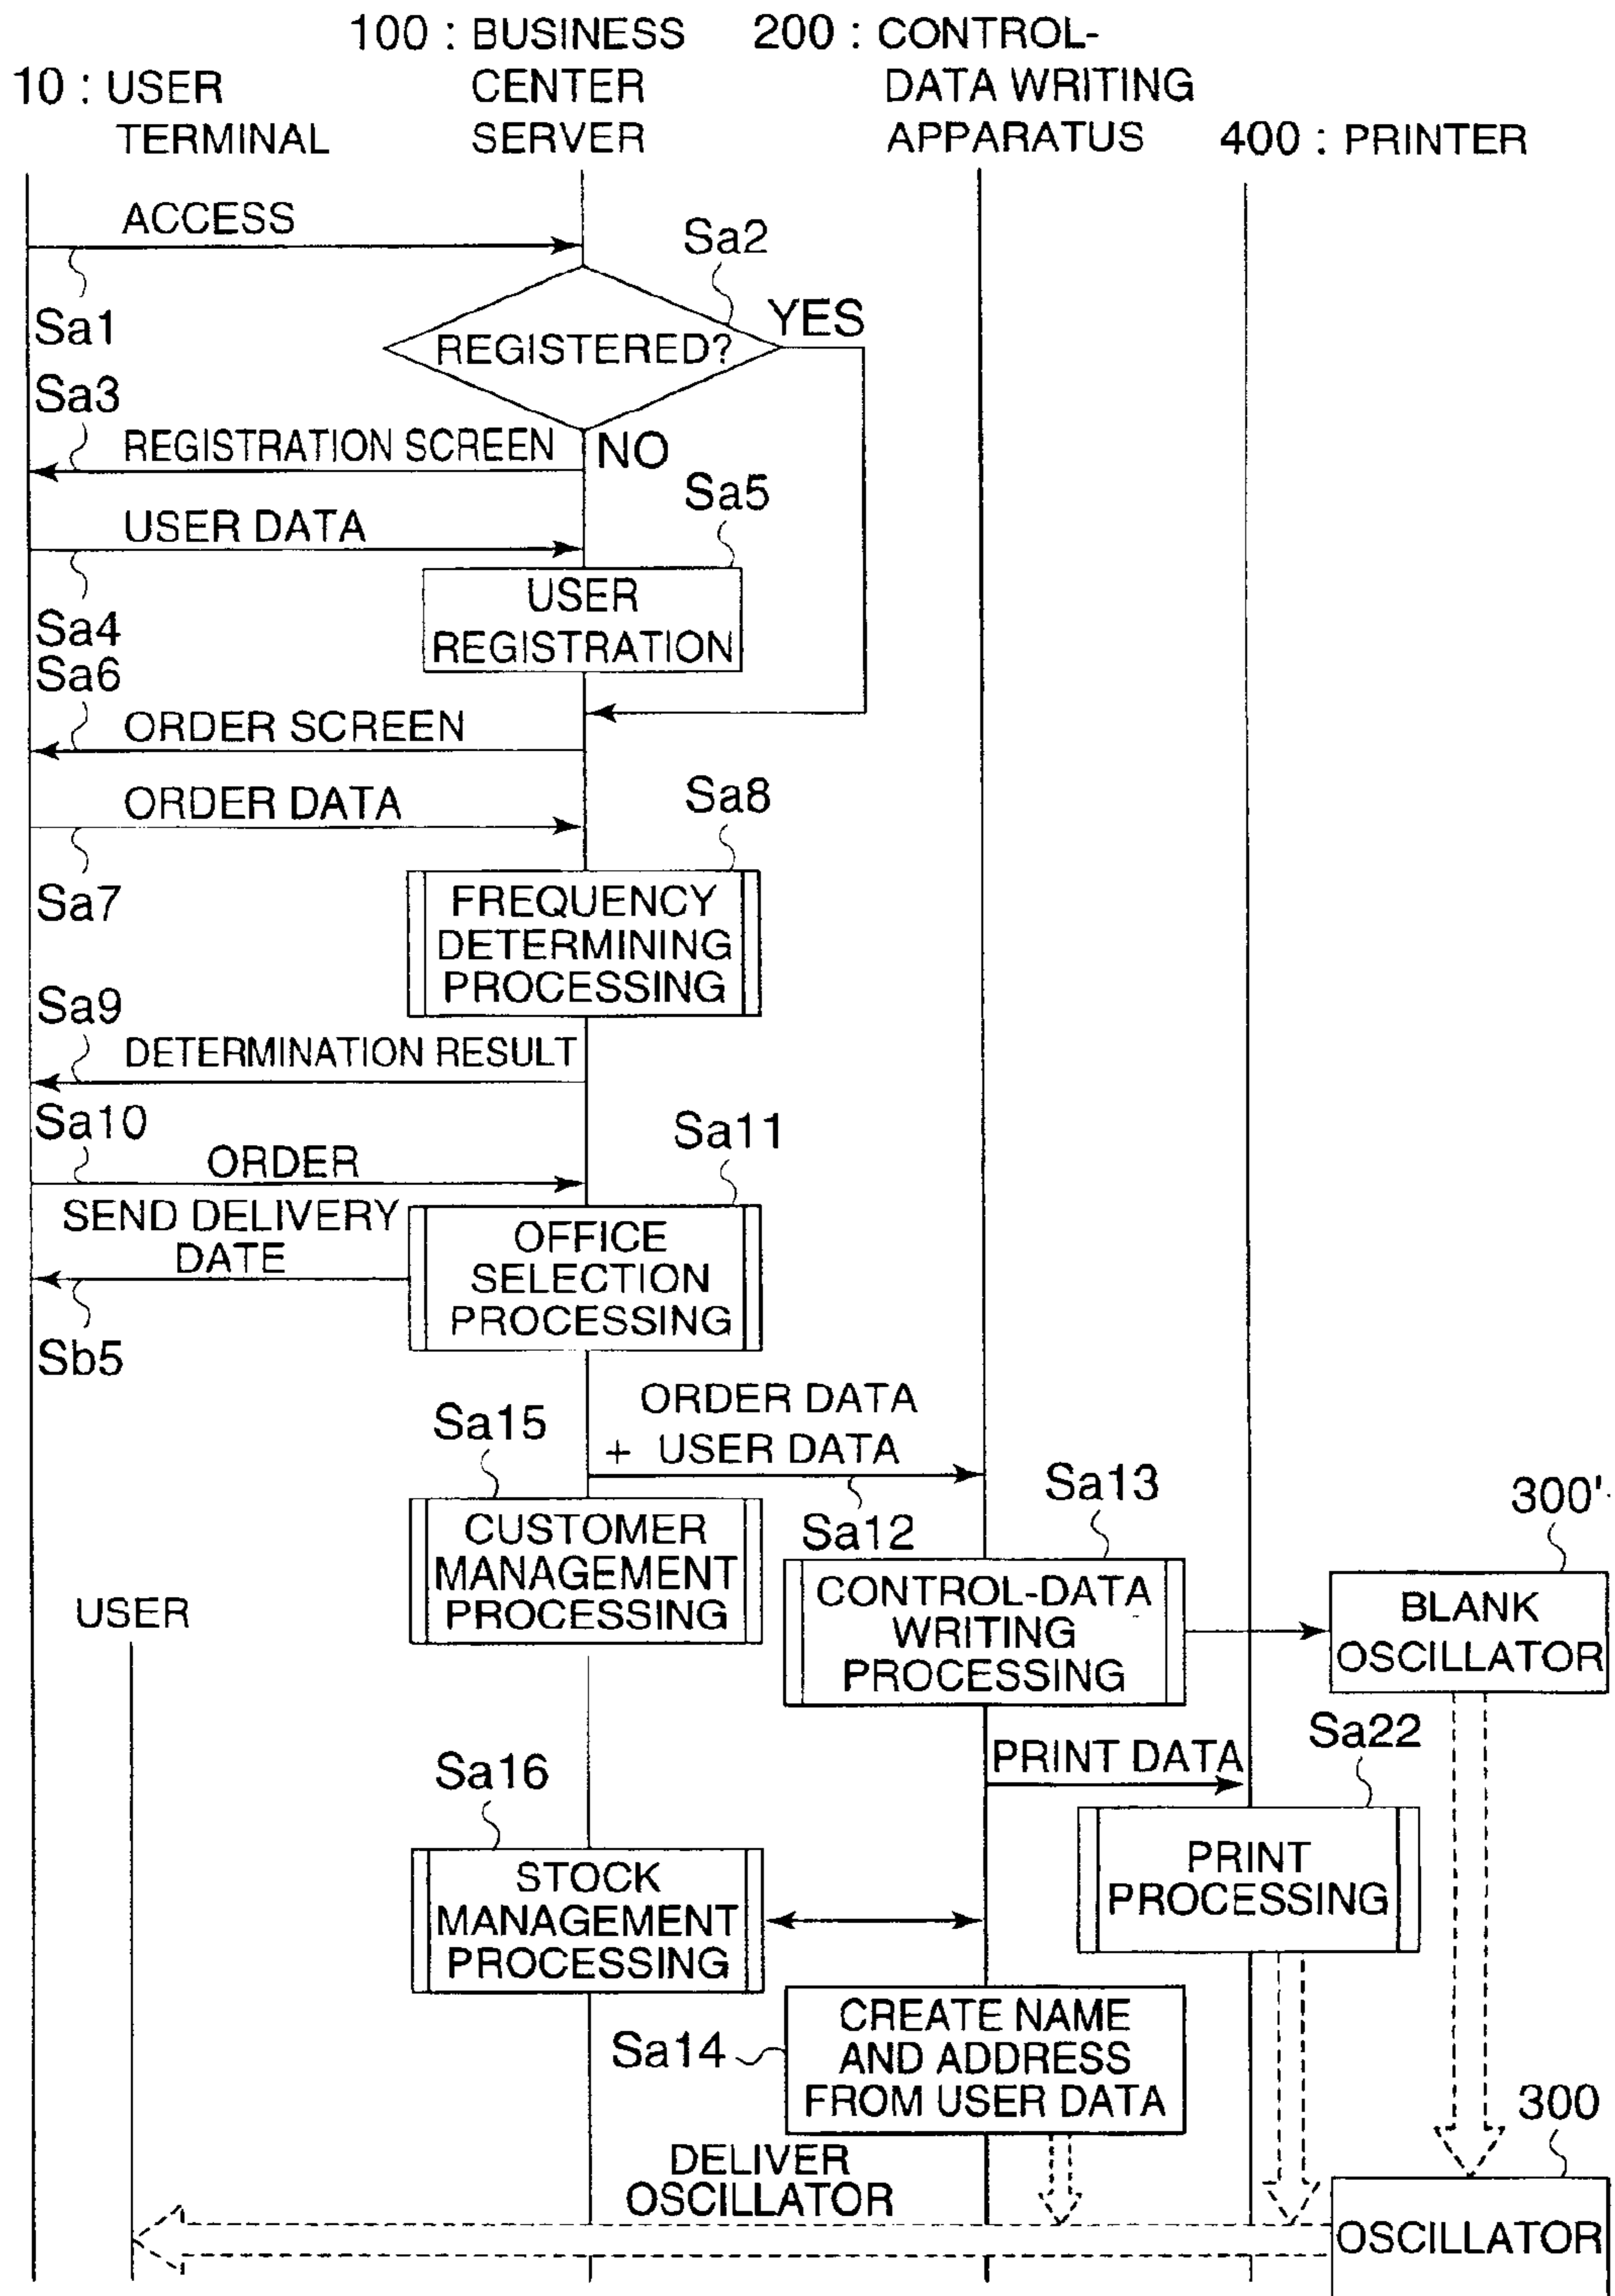 100 : BUSINESS
CENTER
SERVER
200 : CONTROL-
DATA WRITING
APPARATUS
10 : USER
TERMINAL
400 : PRINTER
ACCESS
Sa1
Sa2
REGISTERED?
YES
NO
Sa3
REGISTRATION SCREEN
USER DATA
Sa4
Sa5
USER
REGISTRATION
Sa6
ORDER SCREEN
ORDER DATA
Sa7
Sa8
FREQUENCY
DETERMINING
PROCESSING
Sa9
DETERMINATION RESULT
Sa10
ORDER
Sa11
SEND DELIVERY
DATE
Sb5
OFFICE
SELECTION
PROCESSING
ORDER DATA
+ USER DATA
Sa12
Sa15
CUSTOMER
MANAGEMENT
PROCESSING
Sa13
CONTROL-DATA
WRITING
PROCESSING
300'
BLANK
OSCILLATOR
USER
PRINT DATA
Sa22
PRINT
PROCESSING
Sa16
STOCK
MANAGEMENT
PROCESSING
Sa14
CREATE NAME
AND ADDRESS
FROM USER DATA
DELIVER
OSCILLATOR
300
OSCILLATOR